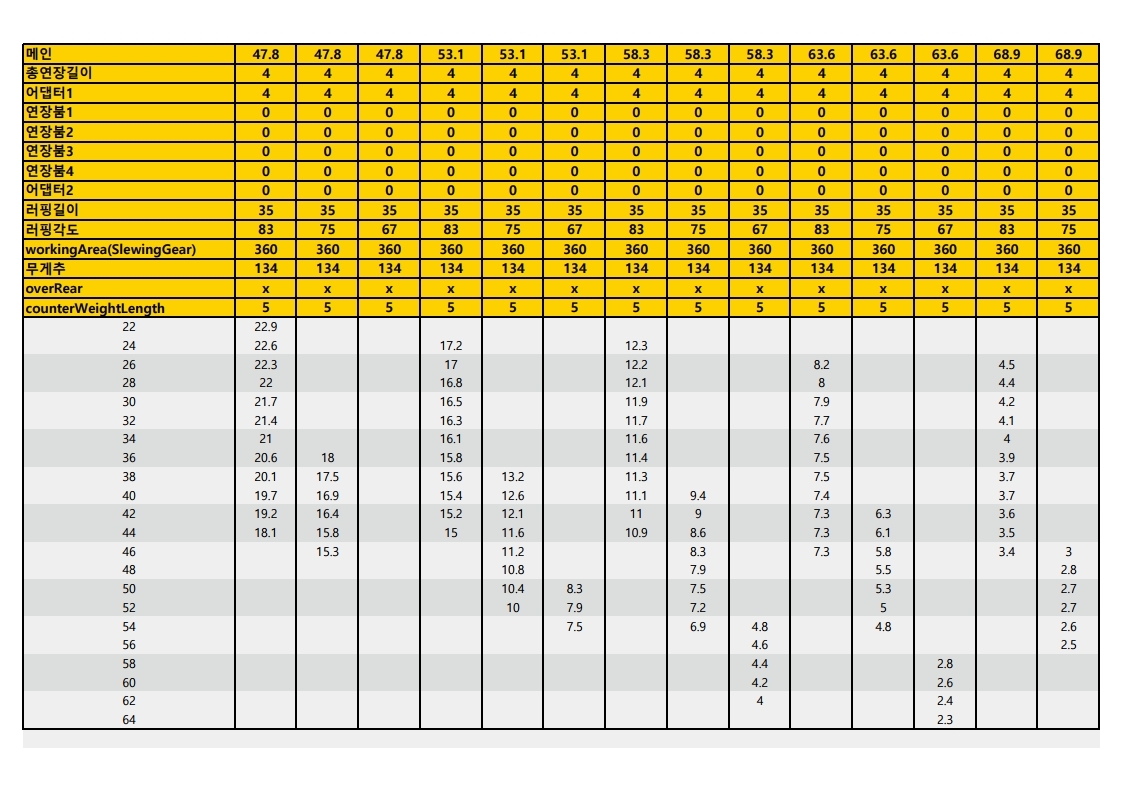 메인 47.8 47.8 47.8 53.1 53.1 53.1 58.3 58.3 58.3 63.6 63.6 63.6 68.9 68.9
총연장길이 4 4 4 4 4 4 4 4 4 4 4 4 4 4
어댑터1 4 4 4 4 4 4 4 4 4 4 4 4 4 4
연장붐1 0 0 0 0 0 0 0 0 0 0 0 0 0 0
연장붐2 0 0 0 0 0 0 0 0 0 0 0 0 0 0
연장붐3 0 0 0 0 0 0 0 0 0 0 0 0 0 0
연장붐4 0 0 0 0 0 0 0 0 0 0 0 0 0 0
어댑터2 0 0 0 0 0 0 0 0 0 0 0 0 0 0
러핑길이 35 35 35 35 35 35 35 35 35 35 35 35 35 35
러핑각도 83 75 67 83 75 67 83 75 67 83 75 67 83 75
workingArea(SlewingGear) 360 360 360 360 360 360 360 360 360 360 360 360 360 360
무게추 134 134 134 134 134 134 134 134 134 134 134 134 134 134
overRear x x x x x x x x x x x x x x
counterWeightLength 5 5 5 5 5 5 5 5 5 5 5 5 5 5
22 22.9
24 22.6 17.2 12.3
26 22.3 17 12.2 8.2 4.5
28 22 16.8 12.1 8 4.4
30 21.7 16.5 11.9 7.9 4.2
32 21.4 16.3 11.7 7.7 4.1
34 21 16.1 11.6 7.6 4
36 20.6 18 15.8 11.4 7.5 3.9
38 20.1 17.5 15.6 13.2 11.3 7.5 3.7
40 19.7 16.9 15.4 12.6 11.1 9.4 7.4 3.7
42 19.2 16.4 15.2 12.1 11 9 7.3 6.3 3.6
44 18.1 15.8 15 11.6 10.9 8.6 7.3 6.1 3.5
46 15.3 11.2 8.3 7.3 5.8 3.4 3
48 10.8 7.9 5.5 2.8
50 10.4 8.3 7.5 5.3 2.7
52 10 7.9 7.2 5 2.7
54 7.5 6.9 4.8 4.8 2.6
56 4.6 2.5
58 4.4 2.8
60 4.2 2.6
62 4 2.4
64 2.3